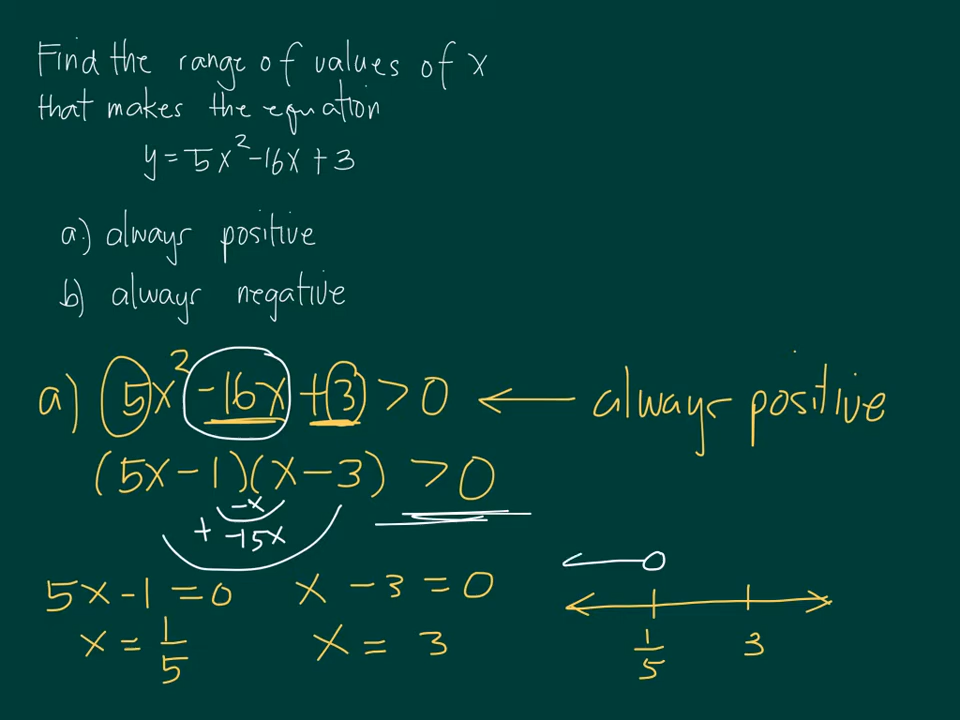 Find the range of values of x
that makes the equation
y = 5x² - 16x + 3
a.) always positive
b) always negative
a) 5x² - 16x + 3 > 0 ← always positive
(5x - 1)(x - 3) > 0
-x
+ -15x
5x - 1 = 0 x - 3 = 0
x = 1/5 x = 3
1/5 3